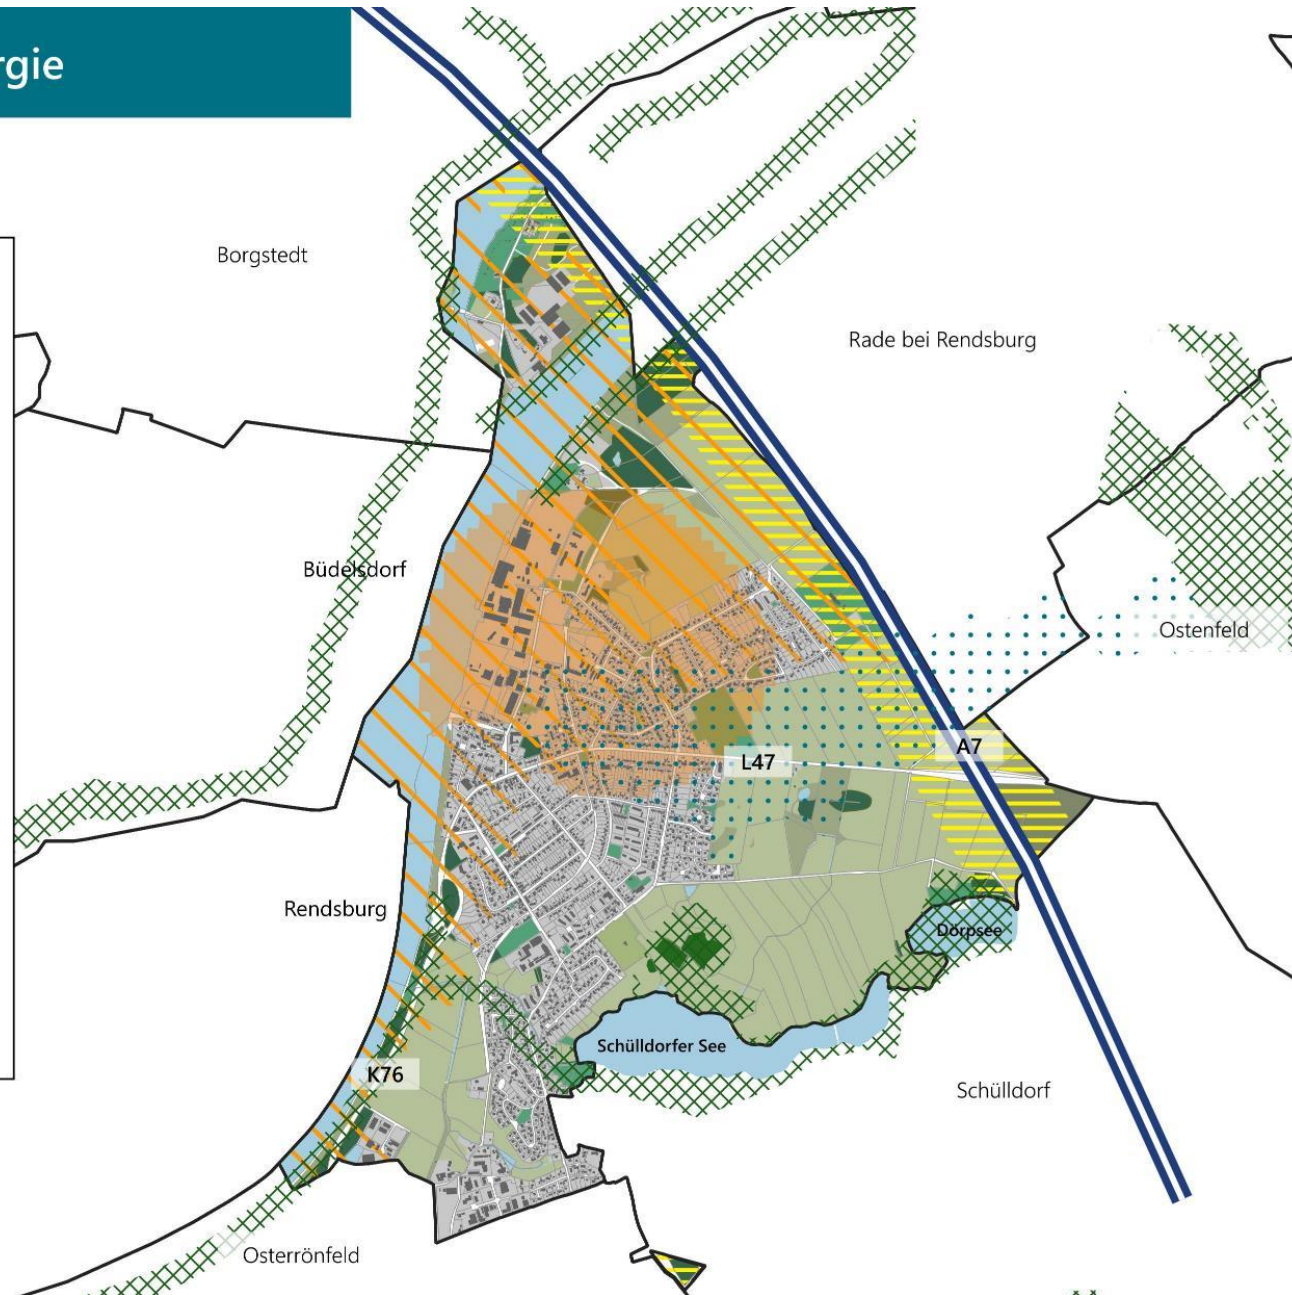 rgie
Borgstedt
Rade bei Rendsburg
Büdelsdorf
Ostenfeld
A7
L47
Rendsburg
Dörpsee
Schülldorfer See
K76
Schülldorf
Osterrönfeld